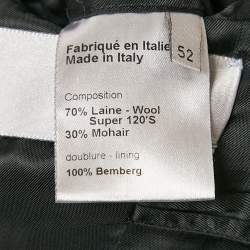 Fabriqué en Italie
Made in Italy
52
Composition :
70% Laine - Wool
Super 120'S
30% Mohair
doublure - lining
100% Bemberg